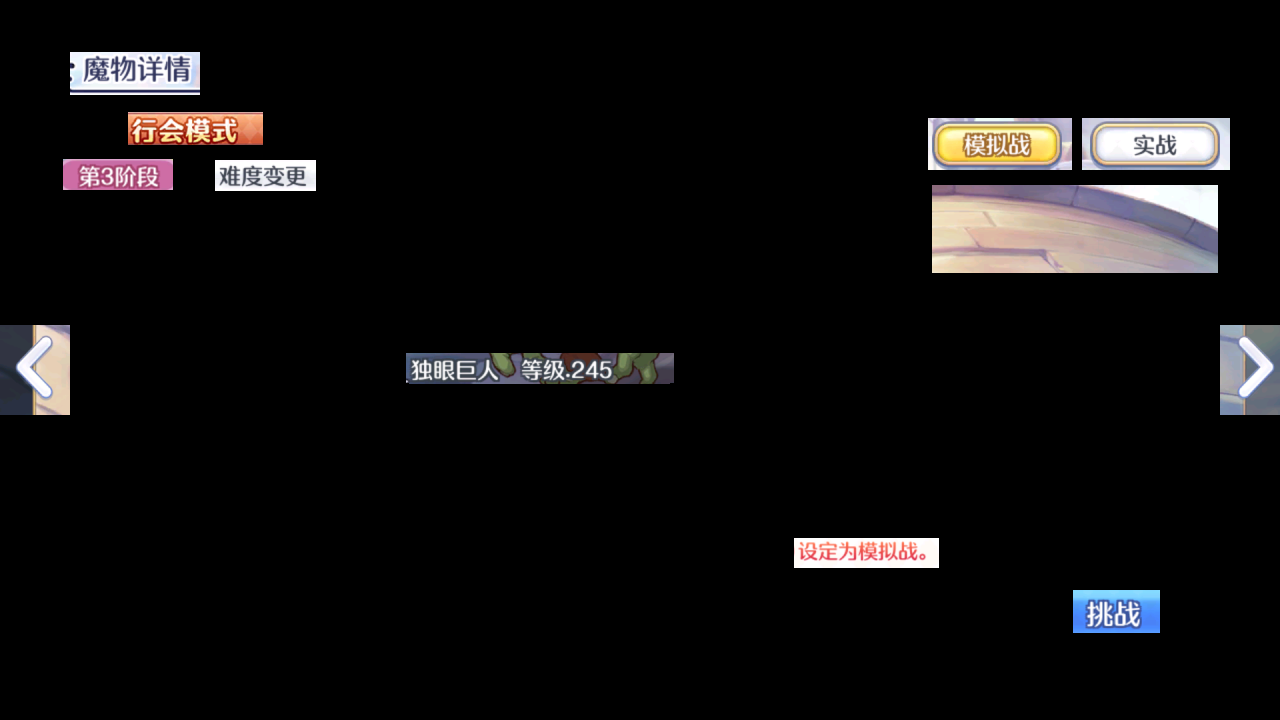 魔物详情
行会模式
模拟战
实战
第3阶段
难度变更
独眼巨人 等级.245
设定为模拟战。
挑战